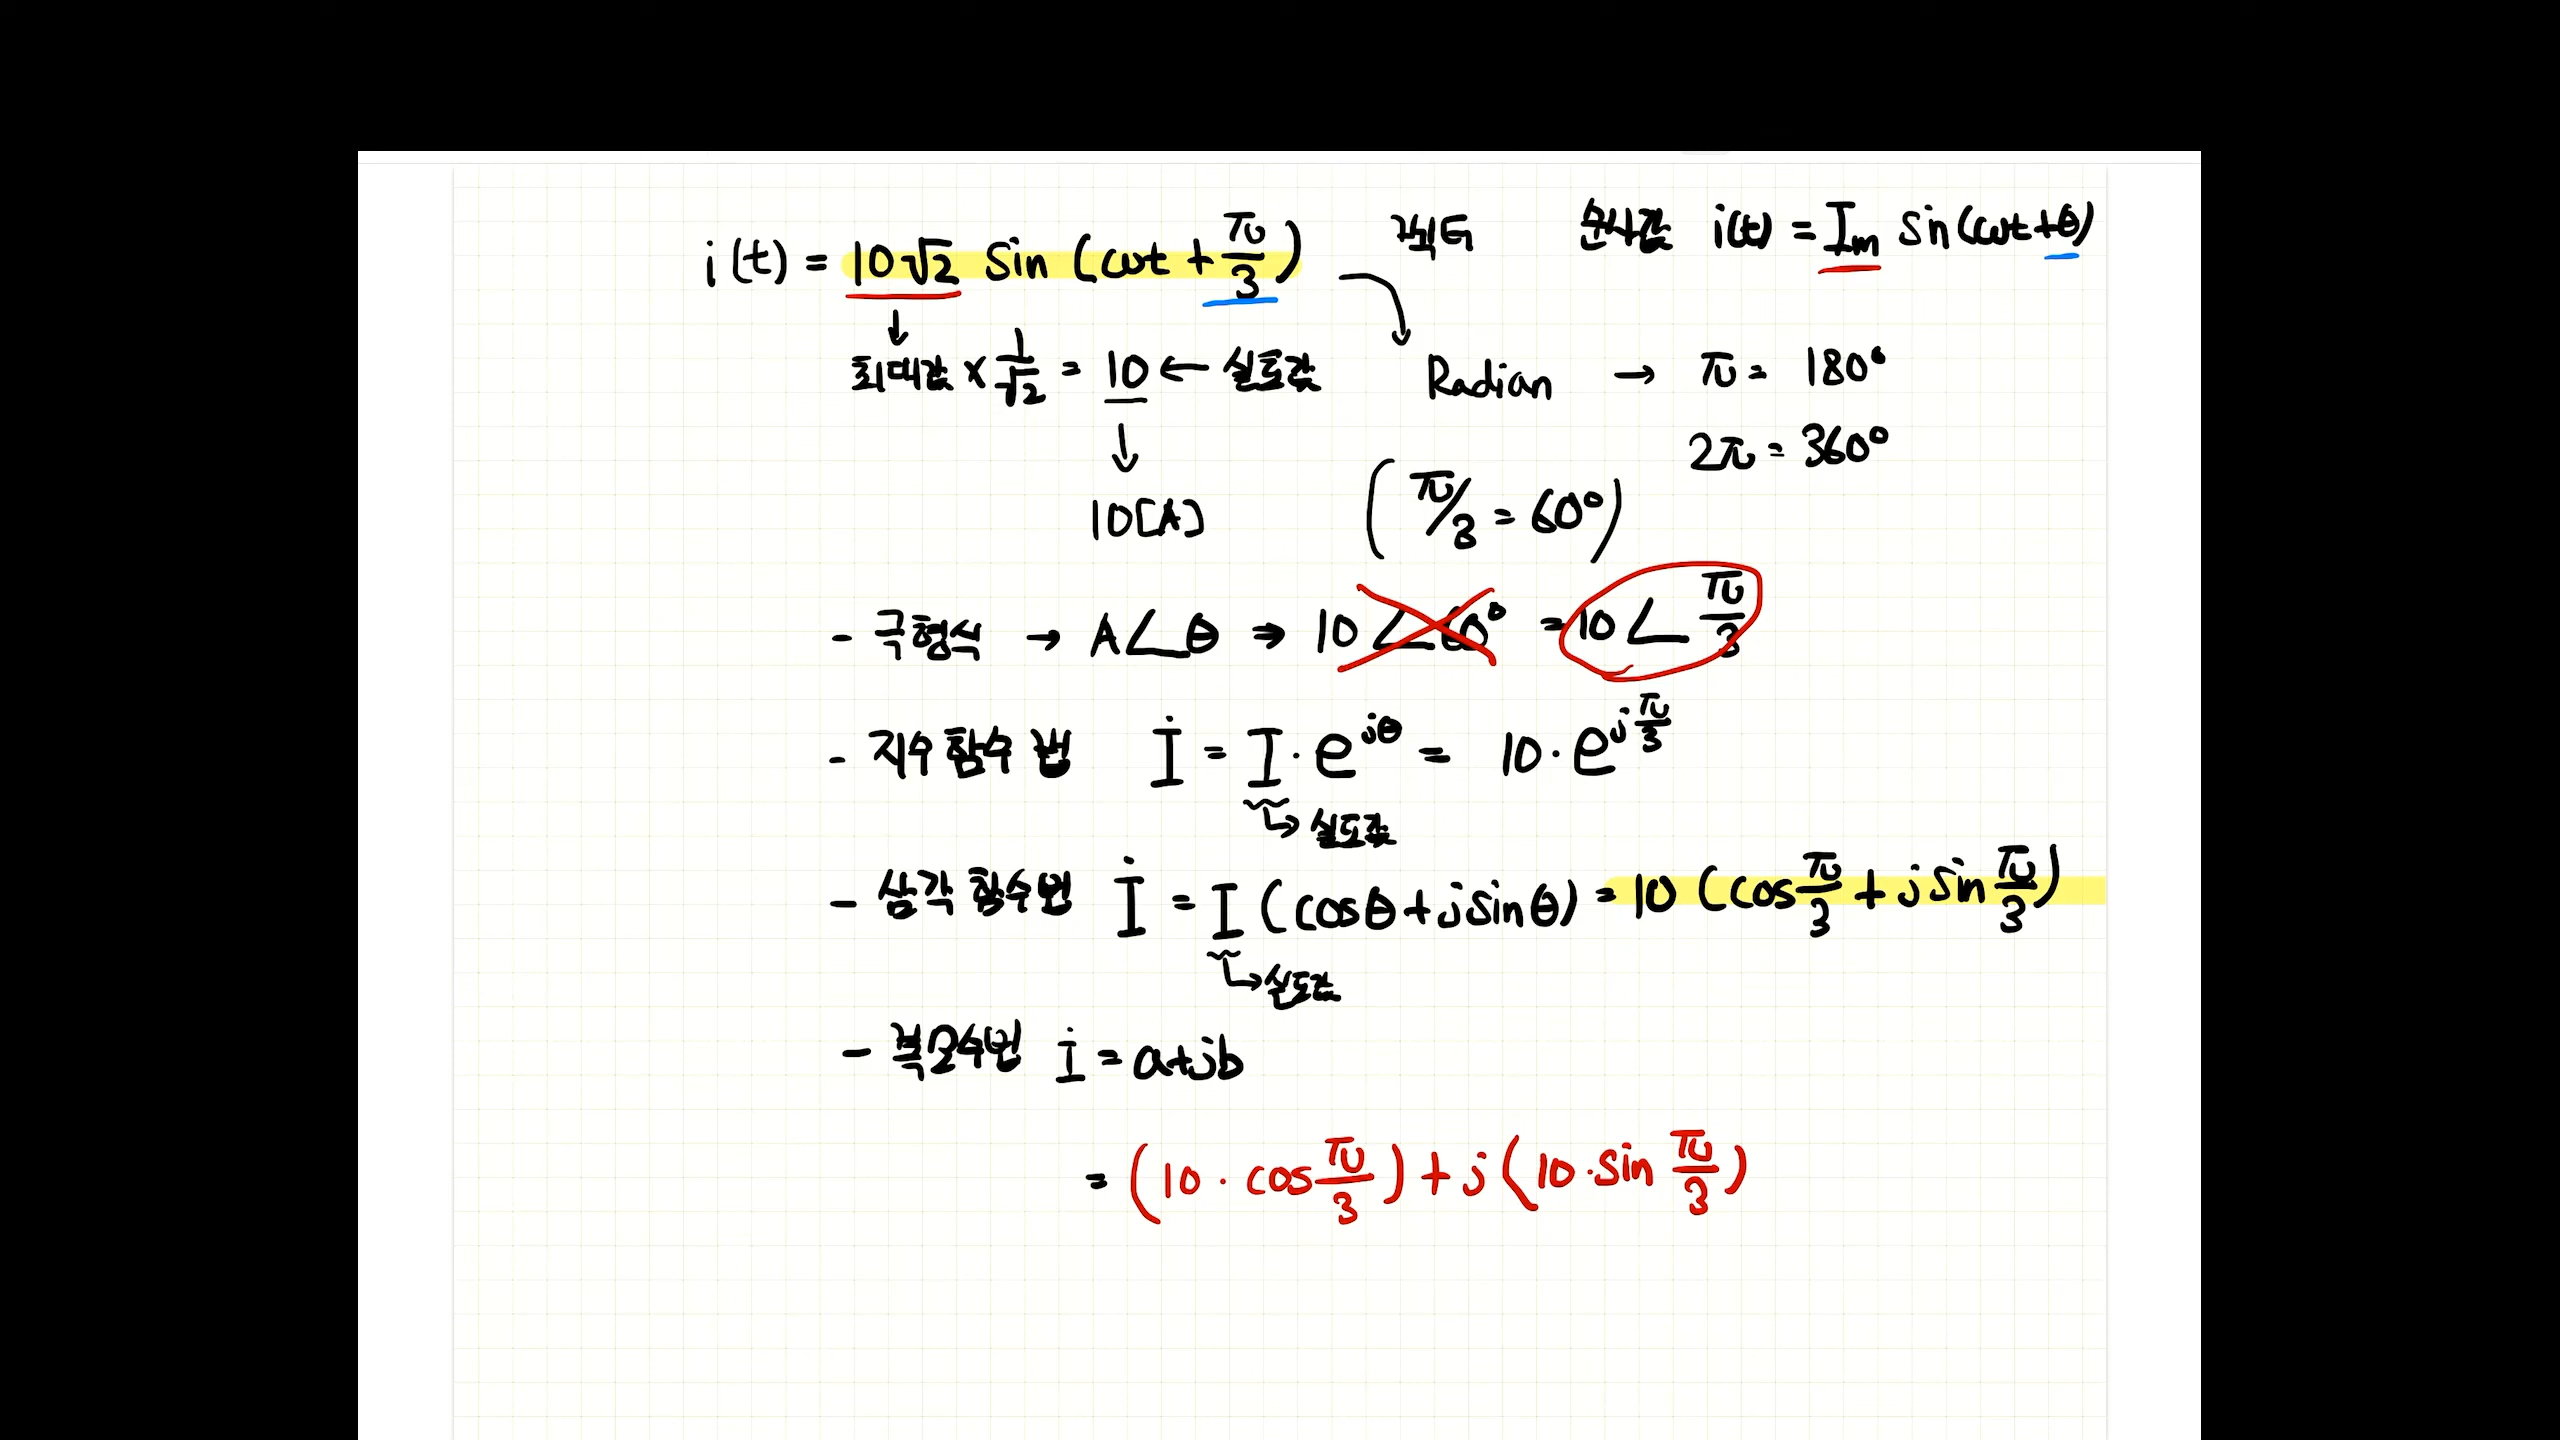 i(t) = 10√2 sin (ωt + π/3) 순시값 i(t) = Im sin(ωt+θ)
↓
최대값 × 1/√2 = 10 ← 실효값 Radian → π = 180°
↓ 2π = 360°
10[A] (π/3 = 60°)
- 극형식 → A∠θ ⇒ 10∠60° = 10∠π/3
- 지수함수법 İ = I · e^jθ = 10 · e^jπ/3
↳ 실효값
- 삼각함수법 İ = I (cosθ + jsinθ) = 10 (cos π/3 + j sin π/3)
↳ 실효값
- 복소수법 İ = a+jb
= (10 · cos π/3) + j (10 · sin π/3)